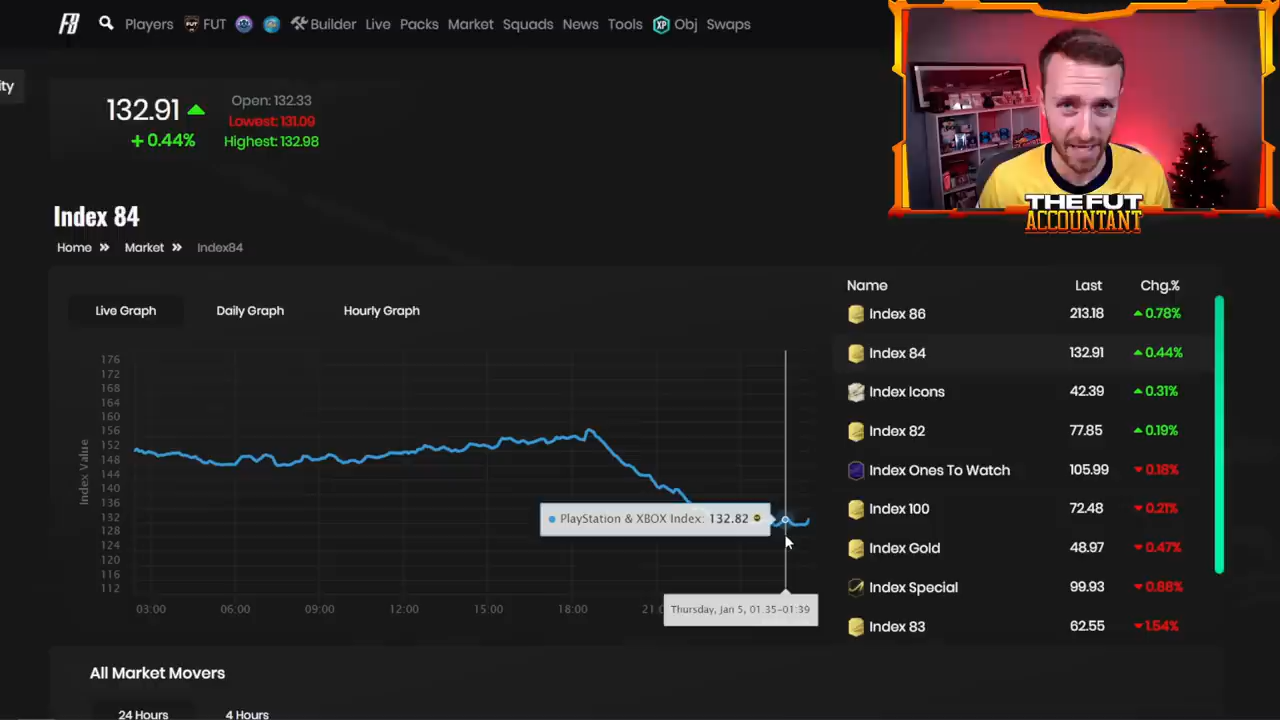 F8 Players FUT Builder Live Packs Market Squads News Tools XP Obj Swaps
ity
132.91
+ 0.44%
Open: 132.33
Lowest: 131.09
Highest: 132.98
THE FUT
ACCOUNTANT
Index 84
Home » Market » Index84
Live Graph Daily Graph Hourly Graph
Index Value
176
172
168
164
160
156
152
148
144
140
136
132
128
124
120
116
112
PlayStation & XBOX Index: 132.82
03:00 06:00 09:00 12:00 15:00 18:00 21:0
Thursday, Jan 5, 01.35-01:39
Name Last Chg.%
Index 86 213.18 0.78%
Index 84 132.91 0.44%
Index Icons 42.39 0.31%
Index 82 77.85 0.19%
Index Ones To Watch 105.99 0.16%
Index 100 72.48 0.21%
Index Gold 48.97 0.47%
Index Special 99.93 0.68%
Index 83 62.55 1.54%
All Market Movers
24 Hours 4 Hours